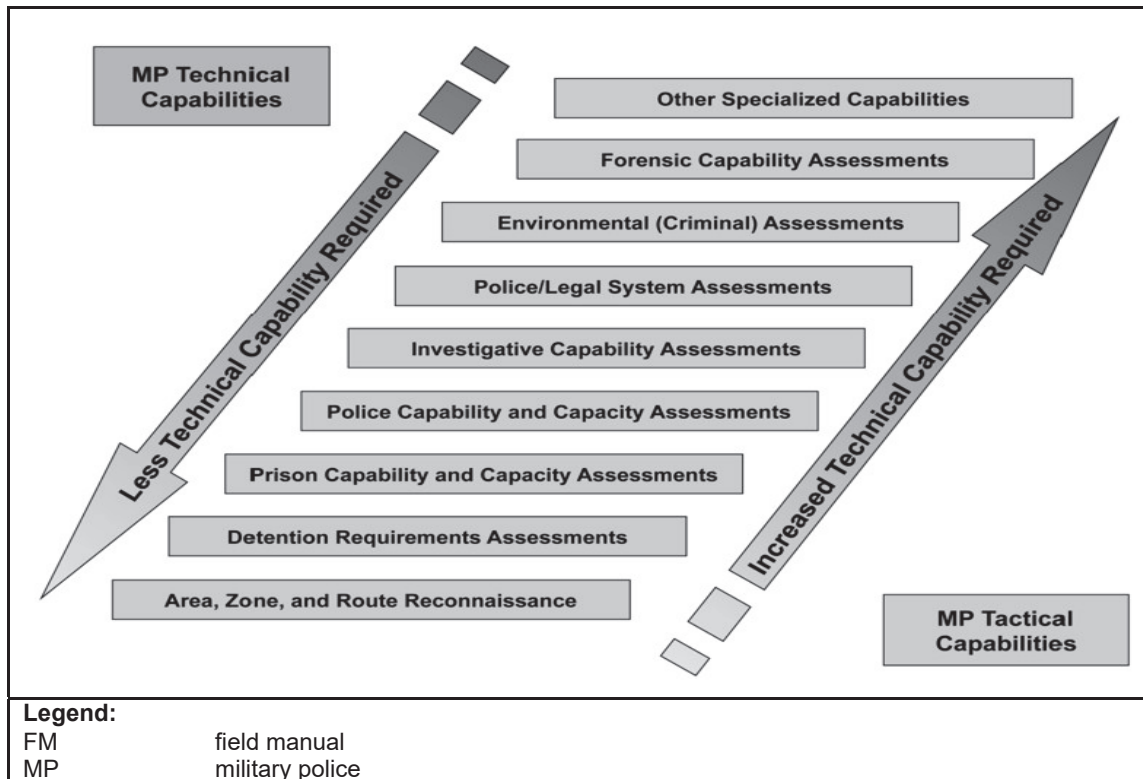 MP Technical
Capabilities
Other Specialized Capabilities
Forensic Capability Assessments
Environmental (Criminal) Assessments
Police/Legal System Assessments
Investigative Capability Assessments
Police Capability and Capacity Assessments
Prison Capability and Capacity Assessments
Detention Requirements Assessments
Area, Zone, and Route Reconnaissance
Less Technical Capability Required
Increased Technical Capability Required
MP Tactical
Capabilities
Legend:
FM field manual
MP military police